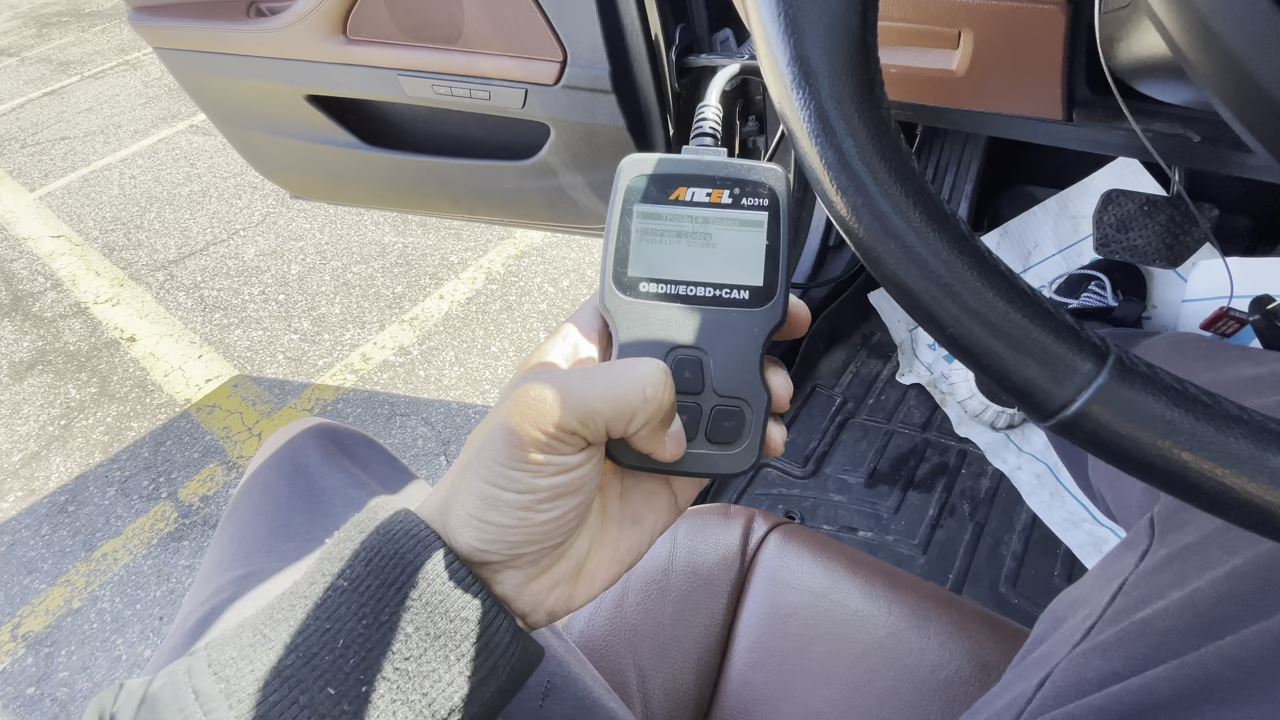 ANCEL®
AD310
Trouble Codes
Stored Codes
Pending Codes
OBDII/EOBD+CAN